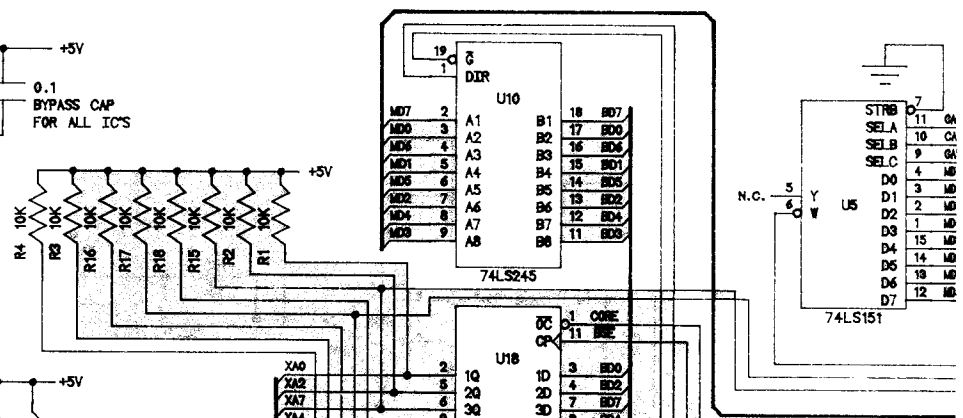 +5V
0.1
BYPASS CAP
FOR ALL IC'S
+5V
R4 10K
R3 10K
R16 10K
R17 10K
R18 10K
R15 10K
R2 10K
R1 10K
+5V
19 G
1 DIR
U10
MD7 2 A1 B1 18 BD7
MD0 3 A2 B2 17 BD0
MD6 4 A3 B3 16 BD6
MD1 5 A4 B4 15 BD1
MD5 6 A5 B5 14 BD5
MD2 7 A6 B6 13 BD2
MD4 8 A7 B7 12 BD4
MD3 9 A8 B8 11 BD3
74LS245
OC 1 CORE
CP 11
U18
XA0 2 1Q 1D 3 BD0
XA2 5 2Q 2D 4 BD2
XA7 6 3Q 3D 7 BD7
STRB 7
SELA 11
SELB 10
SELC 9
D0 4
D1 3
D2 2
D3 1
D4 15
D5 14
D6 13
D7 12
N.C. 5 Y
6 W
U5
74LS151